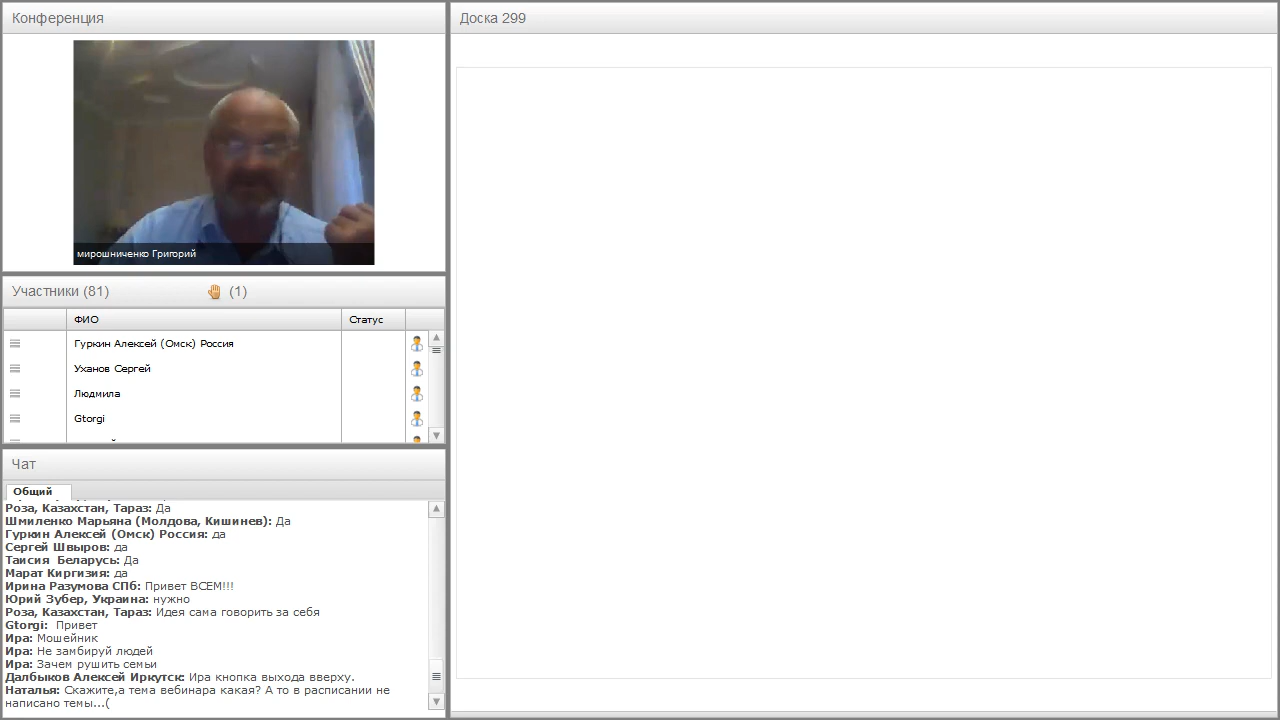 Конференция
мирошниченко Григорий
Участники (81)
(1)
ФИО
Статус
Гуркин Алексей (Омск) Россия
Уханов Сергей
Людмила
Gtorgi
Чат
Общий
Роза, Казахстан, Тараз: Да
Шмиленко Марьяна (Молдова, Кишинев): Да
Гуркин Алексей (Омск) Россия: да
Сергей Швыров: да
Таисия Беларусь: Да
Марат Киргизия: да
Ирина Разумова СПб: Привет ВСЕМ!!!
Юрий Зубер, Украина: нужно
Роза, Казахстан, Тараз: Идея сама говорить за себя
Gtorgi: Привет
Ира: Мошейник
Ира: Не замбируй людей
Ира: Зачем рушить семьи
Далбыков Алексей Иркутск: Ира кнопка выхода вверху.
Наталья: Скажите,а тема вебинара какая? А то в расписании не
написано темы...(
Доска 299